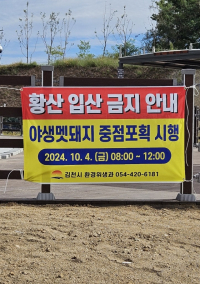 황산 입산 금지 안내
야생멧돼지 중점포획 시행
2024. 10. 4. (금) 08:00 ~ 12:00
김천시 환경위생과 054-420-6181